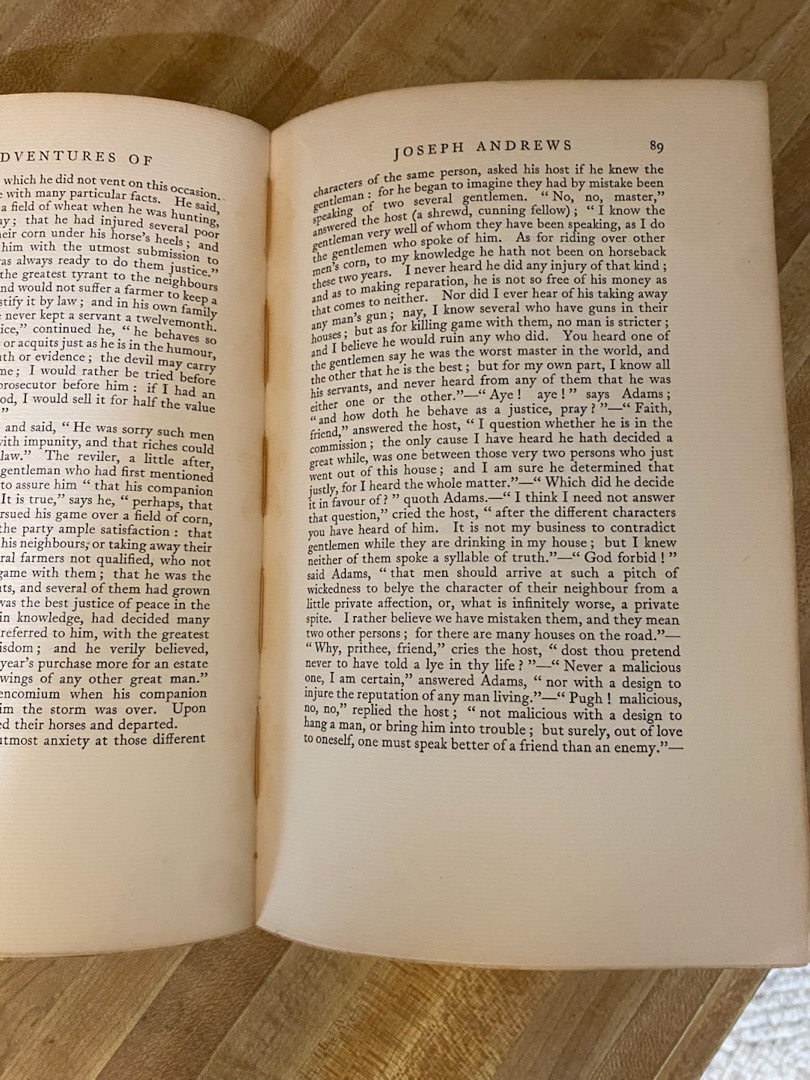 DVENTURES OF
which he did not vent on this occasion.
with many particular facts. He said,
a field of wheat when he was hunting,
ay; that he had injured several poor
heir corn under his horse's heels; and
him with the utmost submission to
as always ready to do them justice."
the greatest tyrant to the neighbours
nd would not suffer a farmer to keep a
stify it by law; and in his own family
never kept a servant a twelvemonth.
ice," continued he, "he behaves so
or acquits just as he is in the humour,
th or evidence; the devil may carry
me; I would rather be tried before
prosecutor before him: if I had an
od, I would sell it for half the value
"
and said, "He was sorry such men
with impunity, and that riches could
law." The reviler, a little after,
gentleman who had first mentioned
to assure him "that his companion
It is true," says he, "perhaps, that
rsued his game over a field of corn,
the party ample satisfaction: that
his neighbours, or taking away their
ral farmers not qualified, who not
game with them; that he was the
nts, and several of them had grown
was the best justice of peace in the
in knowledge, had decided many
referred to him, with the greatest
isdom; and he verily believed,
year's purchase more for an estate
wings of any other great man."
encomium when his companion
im the storm was over. Upon
ed their horses and departed.
utmost anxiety at those different
JOSEPH ANDREWS 89
characters of the same person, asked his host if he knew the
gentleman: for he began to imagine they had by mistake been
speaking of two several gentlemen. "No, no, master,"
answered the host (a shrewd, cunning fellow); "I know the
gentleman very well of whom they have been speaking, as I do
the gentlemen who spoke of him. As for riding over other
men's corn, to my knowledge he hath not been on horseback
these two years. I never heard he did any injury of that kind;
and as to making reparation, he is not so free of his money as
that comes to neither. Nor did I ever hear of his taking away
any man's gun; nay, I know several who have guns in their
houses; but as for killing game with them, no man is stricter;
and I believe he would ruin any who did. You heard one of
the gentlemen say he was the worst master in the world, and
the other that he is the best; but for my own part, I know all
his servants, and never heard from any of them that he was
either one or the other."—"Aye! aye!" says Adams;
"and how doth he behave as a justice, pray?"—"Faith,
friend," answered the host, "I question whether he is in the
commission; the only cause I have heard he hath decided a
great while, was one between those very two persons who just
went out of this house; and I am sure he determined that
justly, for I heard the whole matter."—"Which did he decide
it in favour of?" quoth Adams.—"I think I need not answer
that question," cried the host, "after the different characters
you have heard of him. It is not my business to contradict
gentlemen while they are drinking in my house; but I knew
neither of them spoke a syllable of truth."—"God forbid!"
said Adams, "that men should arrive at such a pitch of
wickedness to belye the character of their neighbour from a
little private affection, or, what is infinitely worse, a private
spite. I rather believe we have mistaken them, and they mean
two other persons; for there are many houses on the road."—
"Why, prithee, friend," cries the host, "dost thou pretend
never to have told a lye in thy life?"—"Never a malicious
one, I am certain," answered Adams, "nor with a design to
injure the reputation of any man living."—"Pugh! malicious,
no, no," replied the host; "not malicious with a design to
hang a man, or bring him into trouble; but surely, out of love
to oneself, one must speak better of a friend than an enemy."—